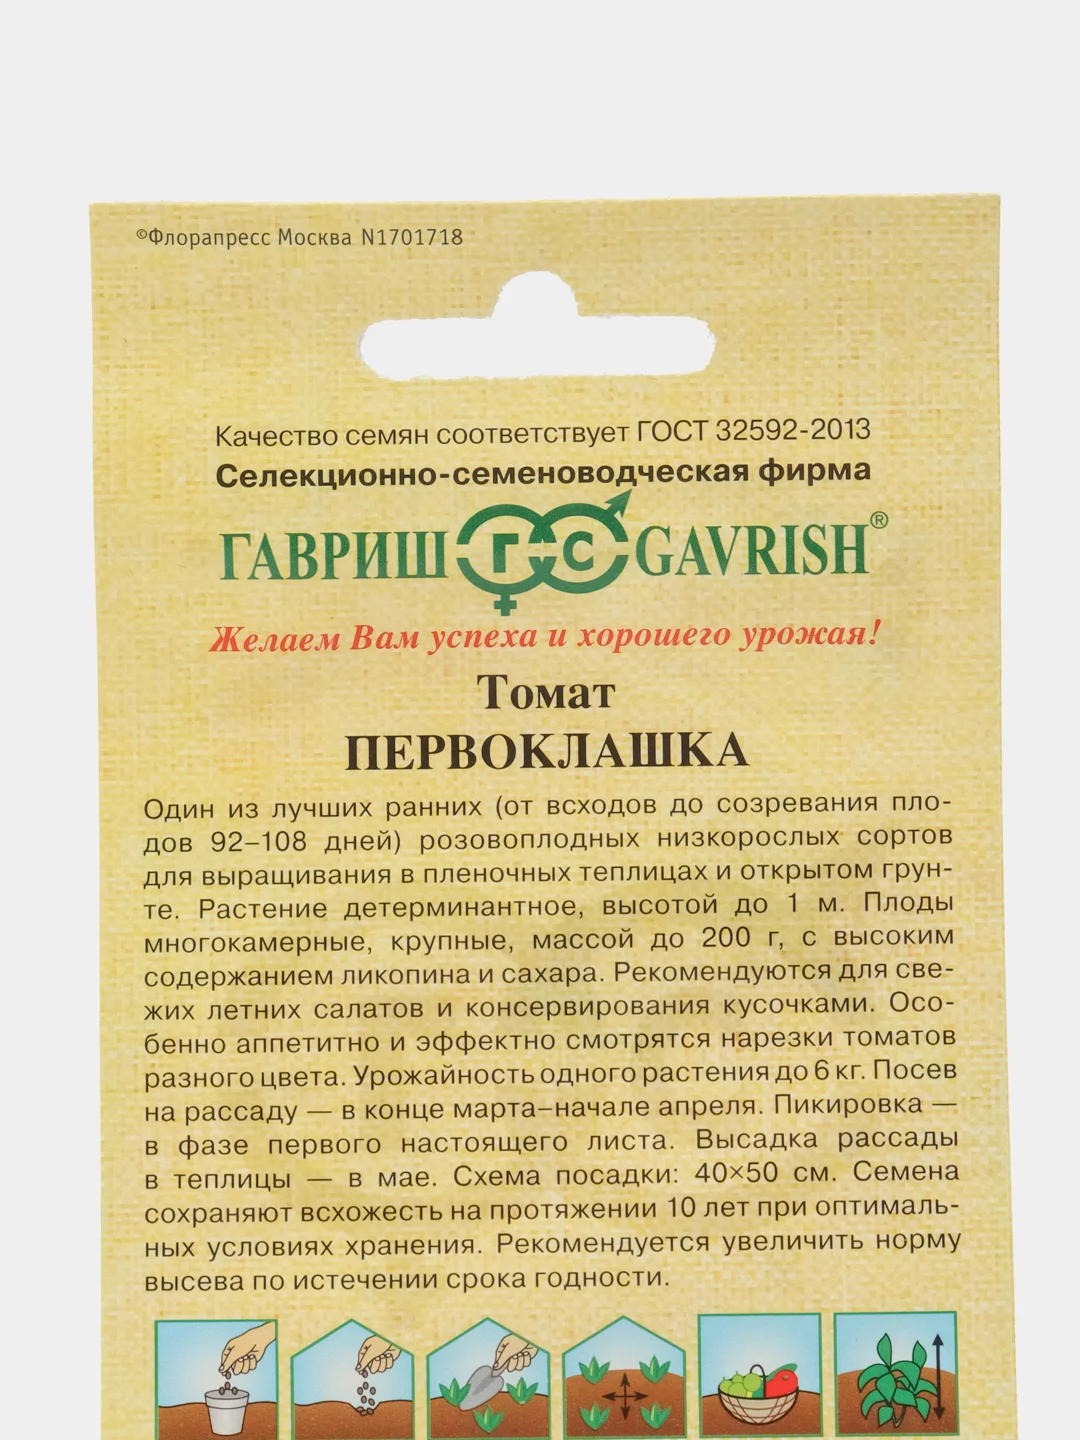 ©Флорапресс Москва N1701718
Качество семян соответствует ГОСТ 32592-2013
Селекционно-семеноводческая фирма
ГАВРИШ ГС GAVRISH®
Желаем Вам успеха и хорошего урожая!
Томат
ПЕРВОКЛАШКА
Один из лучших ранних (от всходов до созревания пло-
дов 92–108 дней) розовоплодных низкорослых сортов
для выращивания в пленочных теплицах и открытом грун-
те. Растение детерминантное, высотой до 1 м. Плоды
многокамерные, крупные, массой до 200 г, с высоким
содержанием ликопина и сахара. Рекомендуются для све-
жих летних салатов и консервирования кусочками. Осо-
бенно аппетитно и эффектно смотрятся нарезки томатов
разного цвета. Урожайность одного растения до 6 кг. Посев
на рассаду — в конце марта–начале апреля. Пикировка —
в фазе первого настоящего листа. Высадка рассады
в теплицы — в мае. Схема посадки: 40×50 см. Семена
сохраняют всхожесть на протяжении 10 лет при оптималь-
ных условиях хранения. Рекомендуется увеличить норму
высева по истечении срока годности.